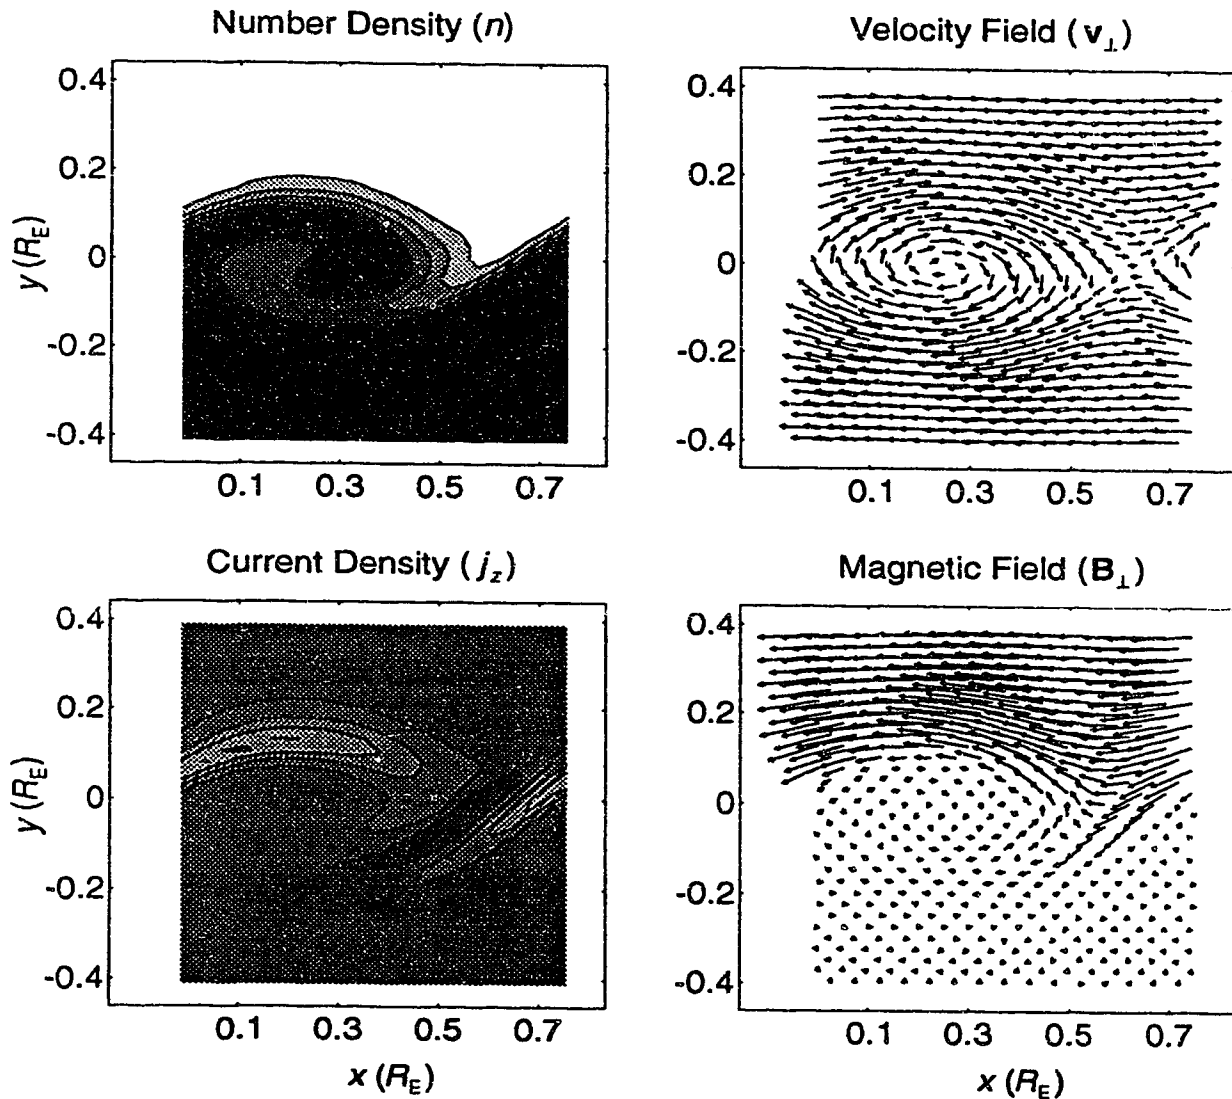 Number Density (n)
0.4
0.2
0
-0.2
-0.4
y (R_E)
0.1 0.3 0.5 0.7
Velocity Field (v_⊥)
0.4
0.2
0
-0.2
-0.4
0.1 0.3 0.5 0.7
Current Density (j_z)
0.4
0.2
0
-0.2
-0.4
y (R_E)
0.1 0.3 0.5 0.7
x (R_E)
Magnetic Field (B_⊥)
0.4
0.2
0
-0.2
-0.4
0.1 0.3 0.5 0.7
x (R_E)